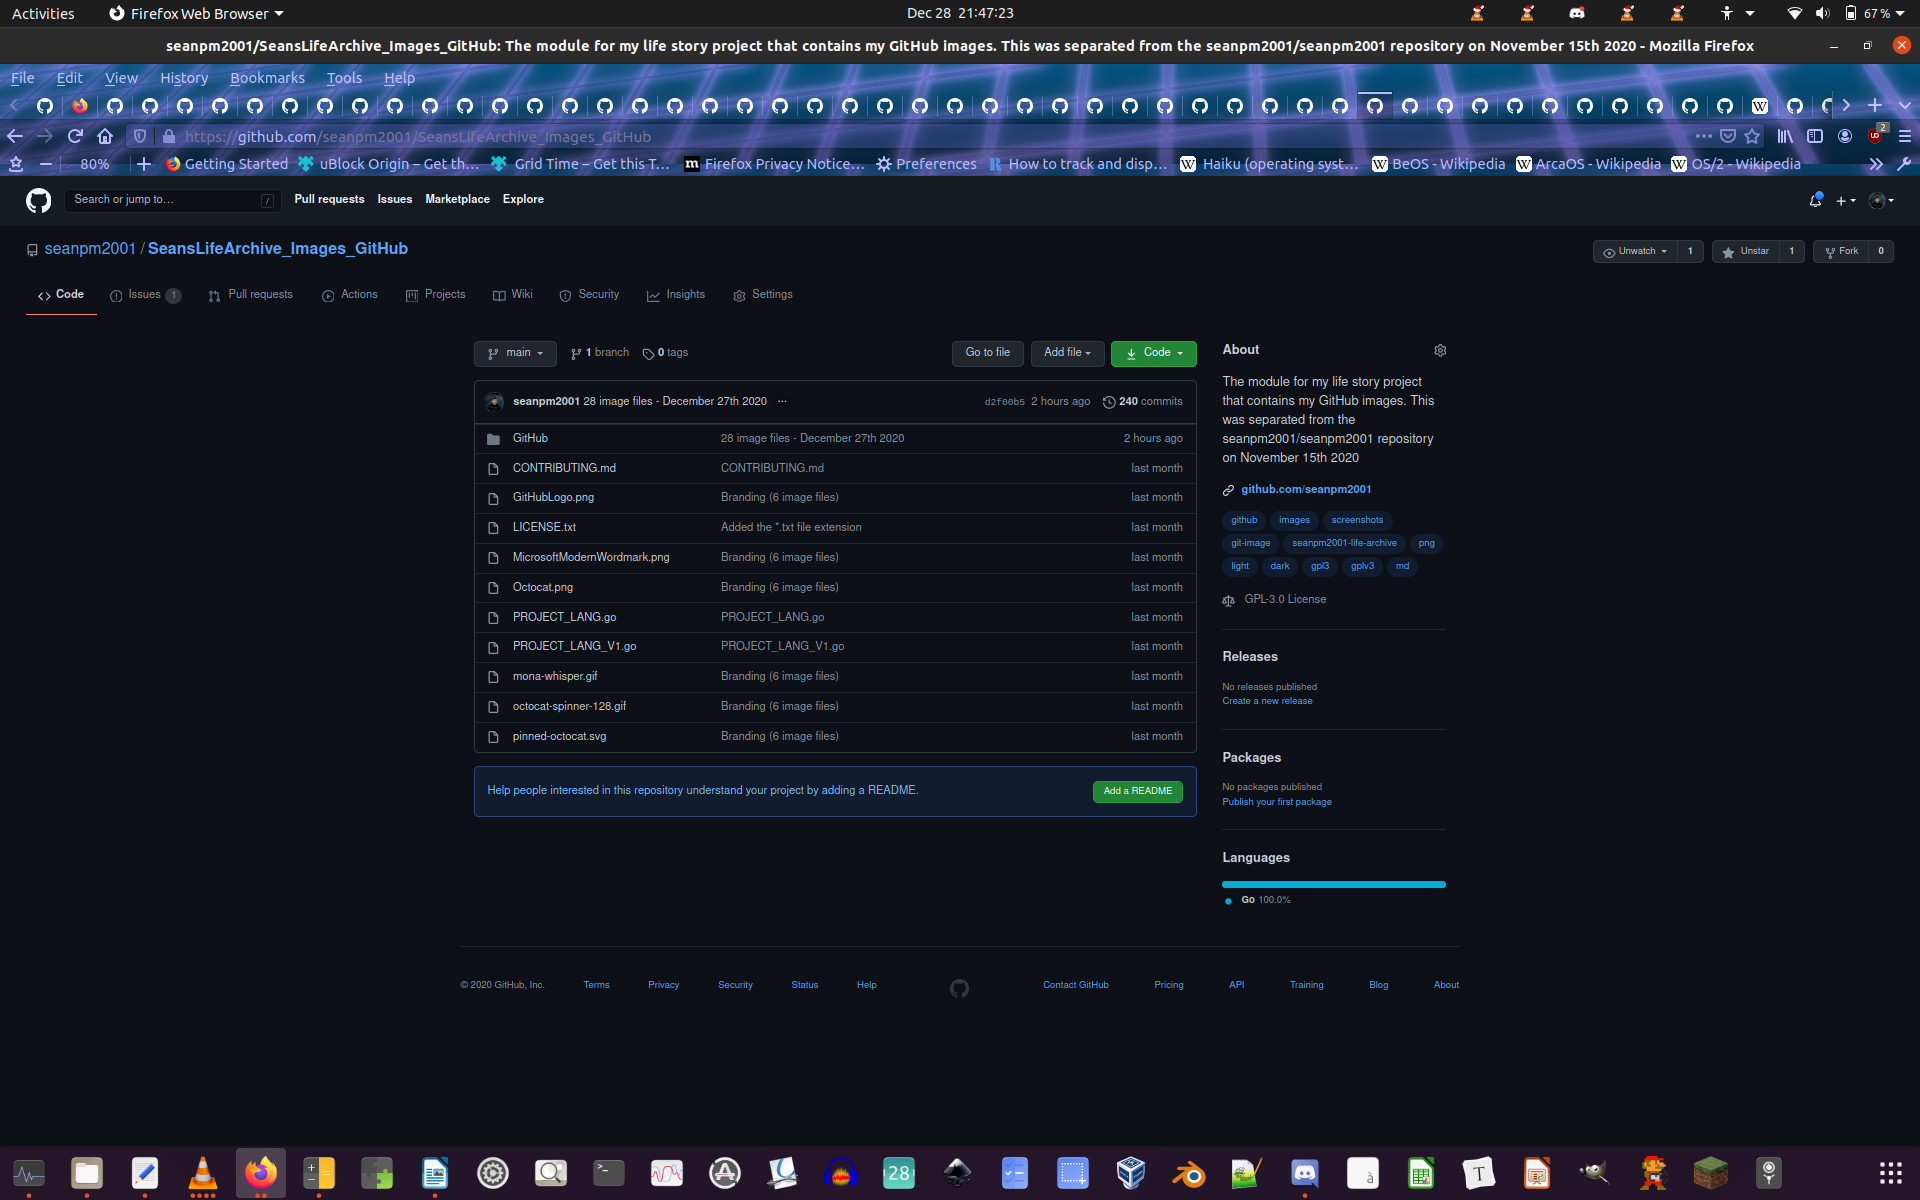 Activities Firefox Web Browser Dec 28 21:47:23 67 %
seanpm2001/SeansLifeArchive_Images_GitHub: The module for my life story project that contains my GitHub images. This was separated from the seanpm2001/seanpm2001 repository on November 15th 2020 - Mozilla Firefox
File Edit View History Bookmarks Tools Help
https://github.com/seanpm2001/SeansLifeArchive_Images_GitHub 2
80% Getting Started uBlock Origin – Get th… Grid Time – Get this T… Firefox Privacy Notice… Preferences How to track and disp… Haiku (operating syst… BeOS - Wikipedia ArcaOS - Wikipedia OS/2 - Wikipedia
Search or jump to… / Pull requests Issues Marketplace Explore
seanpm2001 / SeansLifeArchive_Images_GitHub Unwatch 1 Unstar 1 Fork 0
Code Issues 1 Pull requests Actions Projects Wiki Security Insights Settings
main 1 branch 0 tags Go to file Add file Code
seanpm2001 28 image files - December 27th 2020 ... d2f00b5 2 hours ago 240 commits
GitHub 28 image files - December 27th 2020 2 hours ago
CONTRIBUTING.md CONTRIBUTING.md last month
GitHubLogo.png Branding (6 image files) last month
LICENSE.txt Added the *.txt file extension last month
MicrosoftModernWordmark.png Branding (6 image files) last month
Octocat.png Branding (6 image files) last month
PROJECT_LANG.go PROJECT_LANG.go last month
PROJECT_LANG_V1.go PROJECT_LANG_V1.go last month
mona-whisper.gif Branding (6 image files) last month
octocat-spinner-128.gif Branding (6 image files) last month
pinned-octocat.svg Branding (6 image files) last month
Help people interested in this repository understand your project by adding a README. Add a README
About
The module for my life story project
that contains my GitHub images. This
was separated from the
seanpm2001/seanpm2001 repository
on November 15th 2020
github.com/seanpm2001
github images screenshots
git-image seanpm2001-life-archive png
light dark gpl3 gplv3 md
GPL-3.0 License
Releases
No releases published
Create a new release
Packages
No packages published
Publish your first package
Languages
Go 100.0%
© 2020 GitHub, Inc. Terms Privacy Security Status Help Contact GitHub Pricing API Training Blog About
28